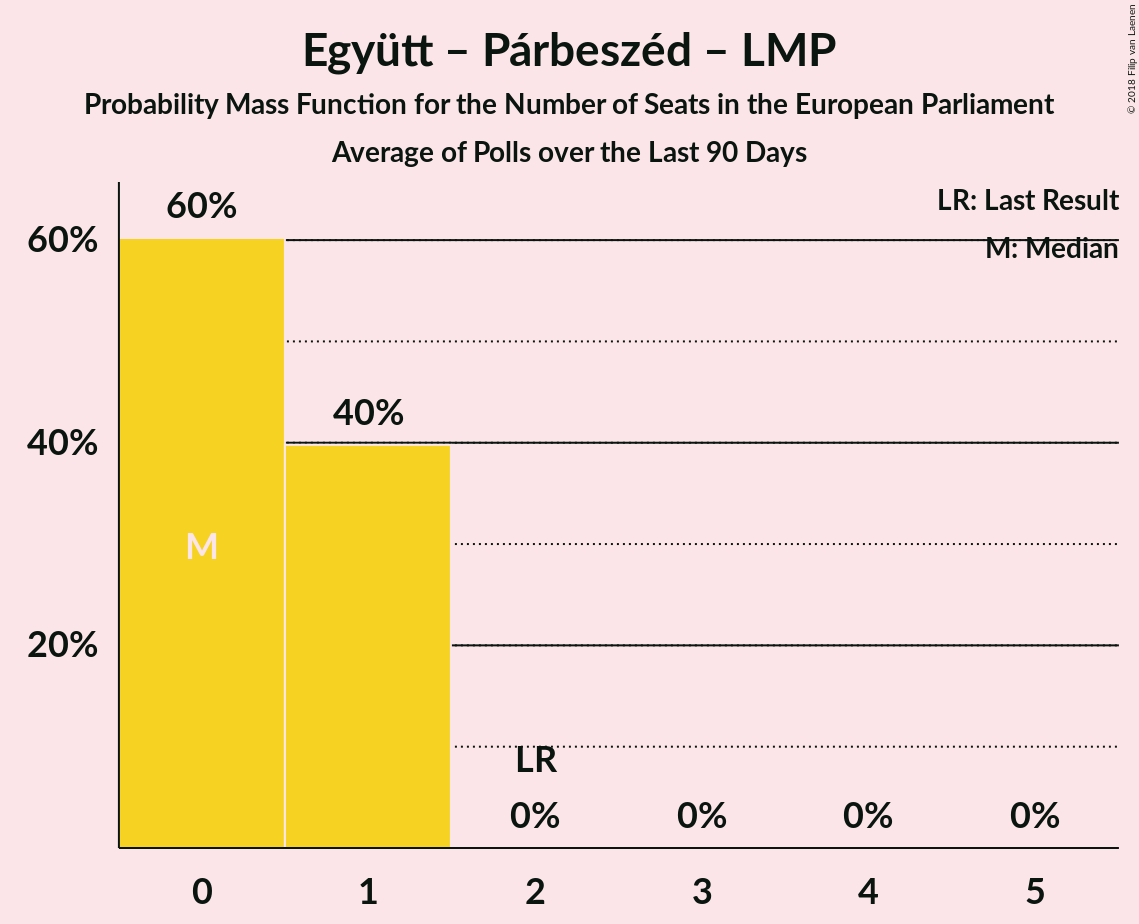 Együtt – Párbeszéd – LMP
Probability Mass Function for the Number of Seats in the European Parliament
Average of Polls over the Last 90 Days
© 2018 Filip van Laenen
LR: Last Result
M: Median
60%
40%
20%
60%
40%
M
LR
0%
0%
0%
0%
0
1
2
3
4
5